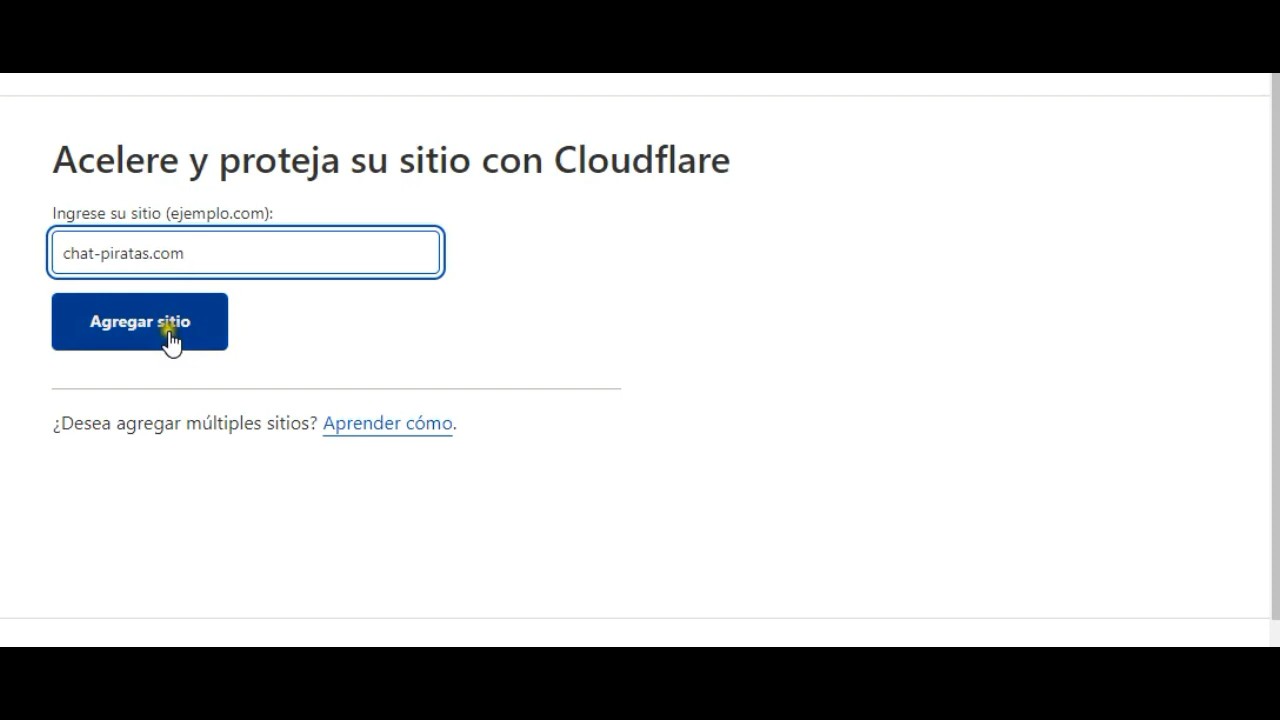 Acelere y proteja su sitio con Cloudflare
Ingrese su sitio (ejemplo.com):
chat-piratas.com
Agregar sitio
¿Desea agregar múltiples sitios? Aprender cómo.